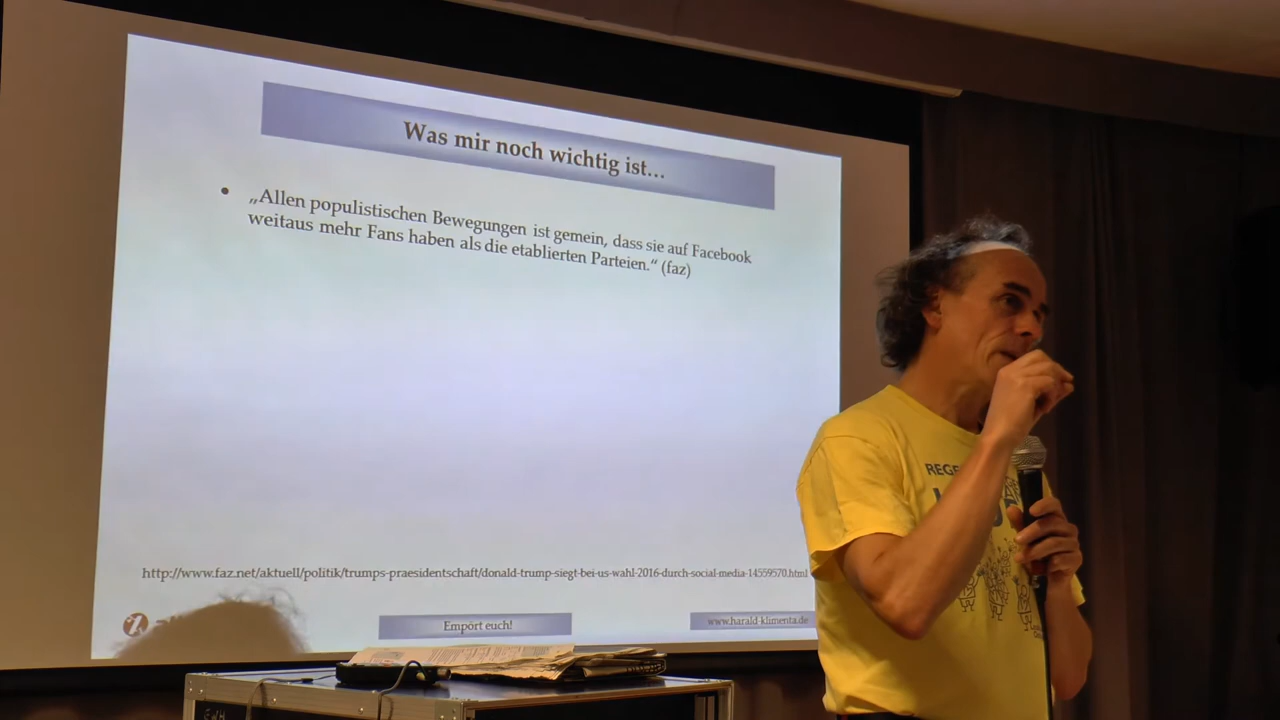 Was mir noch wichtig ist...
• „Allen populistischen Bewegungen ist gemein, dass sie auf Facebook
weitaus mehr Fans haben als die etablierten Parteien.“ (faz)
http://www.faz.net/aktuell/politik/trumps-praesidentschaft/donald-trump-siegt-bei-us-wahl-2016-durch-social-media-14559570.html
Empört euch!
www.harald-klimenta.de